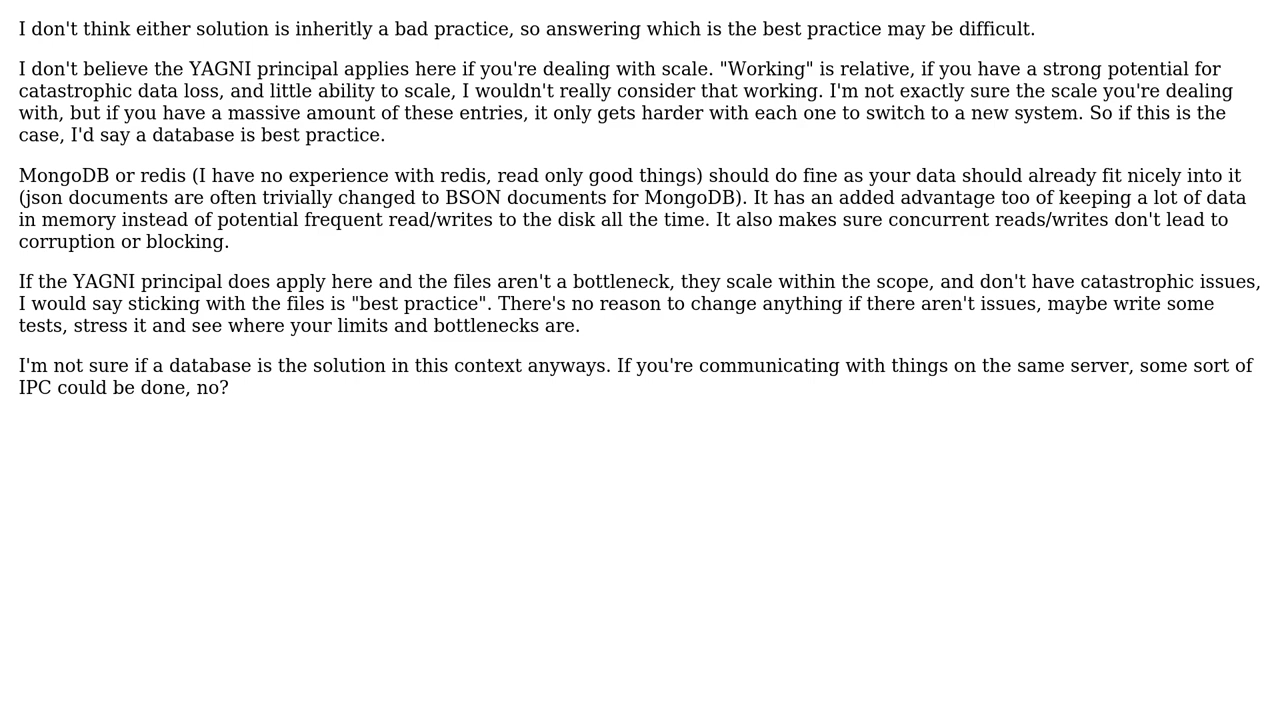 I don't think either solution is inheritly a bad practice, so answering which is the best practice may be difficult.
I don't believe the YAGNI principal applies here if you're dealing with scale. "Working" is relative, if you have a strong potential for
catastrophic data loss, and little ability to scale, I wouldn't really consider that working. I'm not exactly sure the scale you're dealing
with, but if you have a massive amount of these entries, it only gets harder with each one to switch to a new system. So if this is the
case, I'd say a database is best practice.
MongoDB or redis (I have no experience with redis, read only good things) should do fine as your data should already fit nicely into it
(json documents are often trivially changed to BSON documents for MongoDB). It has an added advantage too of keeping a lot of data
in memory instead of potential frequent read/writes to the disk all the time. It also makes sure concurrent reads/writes don't lead to
corruption or blocking.
If the YAGNI principal does apply here and the files aren't a bottleneck, they scale within the scope, and don't have catastrophic issues,
I would say sticking with the files is "best practice". There's no reason to change anything if there aren't issues, maybe write some
tests, stress it and see where your limits and bottlenecks are.
I'm not sure if a database is the solution in this context anyways. If you're communicating with things on the same server, some sort of
IPC could be done, no?